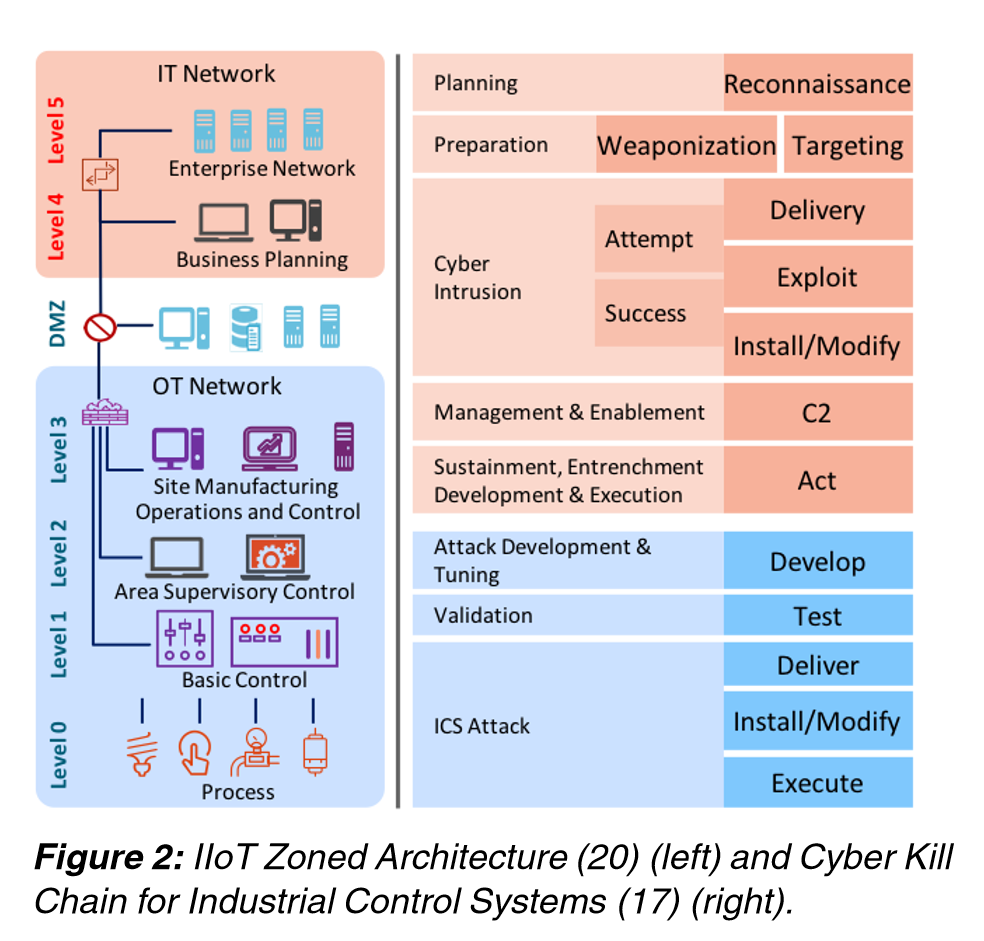 IT Network
Level 5
Enterprise Network
Level 4
Business Planning
DMZ
OT Network
Level 3
Site Manufacturing
Operations and Control
Level 2
Area Supervisory Control
Level 1
Basic Control
Level 0
Process
Planning
Reconnaissance
Preparation
Weaponization
Targeting
Cyber
Intrusion
Attempt
Success
Delivery
Exploit
Install/Modify
Management & Enablement
C2
Sustainment, Entrenchment
Development & Execution
Act
Attack Development &
Tuning
Develop
Validation
Test
ICS Attack
Deliver
Install/Modify
Execute
Figure 2: IIoT Zoned Architecture (20) (left) and Cyber Kill
Chain for Industrial Control Systems (17) (right).